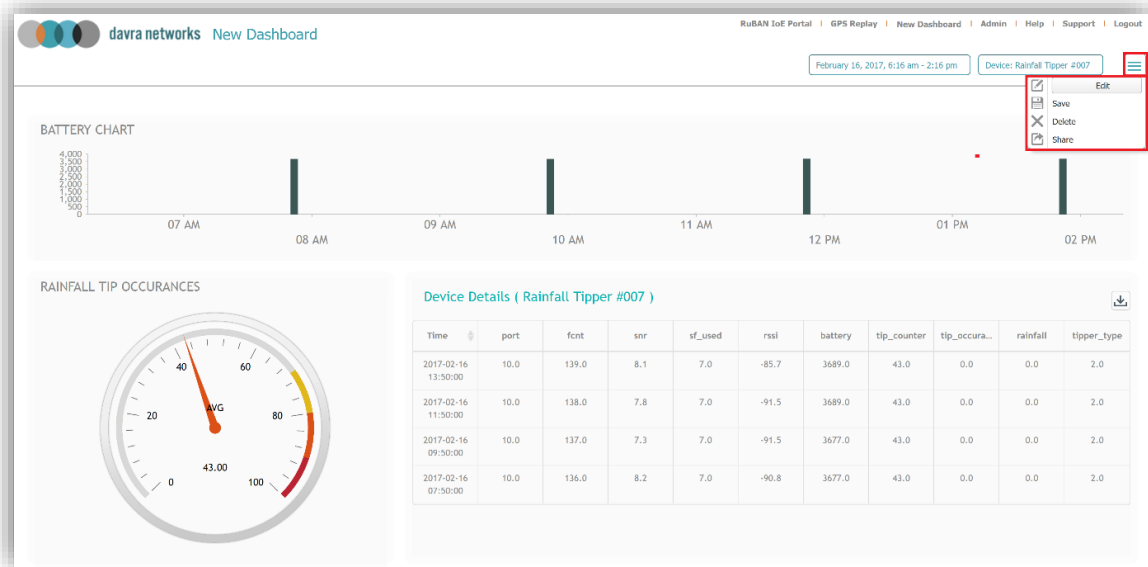 RuBAN IoE Portal | GPS Replay | New Dashboard | Admin | Help | Support | Logout
davra networks New Dashboard
February 16, 2017, 6:16 am - 2:16 pm
Device: Rainfall Tipper #007
Edit
Save
Delete
Share
BATTERY CHART
4,000
3,500
3,000
2,500
2,000
1,500
1,000
500
0
07 AM
08 AM
09 AM
10 AM
11 AM
12 PM
01 PM
02 PM
RAINFALL TIP OCCURANCES
0
20
40
60
80
100
AVG
43.00
Device Details ( Rainfall Tipper #007 )
Time port fcnt snr sf_used rssi battery tip_counter tip_occura... rainfall tipper_type
2017-02-16
13:50:00 10.0 139.0 8.1 7.0 -85.7 3689.0 43.0 0.0 0.0 2.0
2017-02-16
11:50:00 10.0 138.0 7.8 7.0 -91.5 3689.0 43.0 0.0 0.0 2.0
2017-02-16
09:50:00 10.0 137.0 7.3 7.0 -91.5 3677.0 43.0 0.0 0.0 2.0
2017-02-16
07:50:00 10.0 136.0 8.2 7.0 -90.8 3677.0 43.0 0.0 0.0 2.0